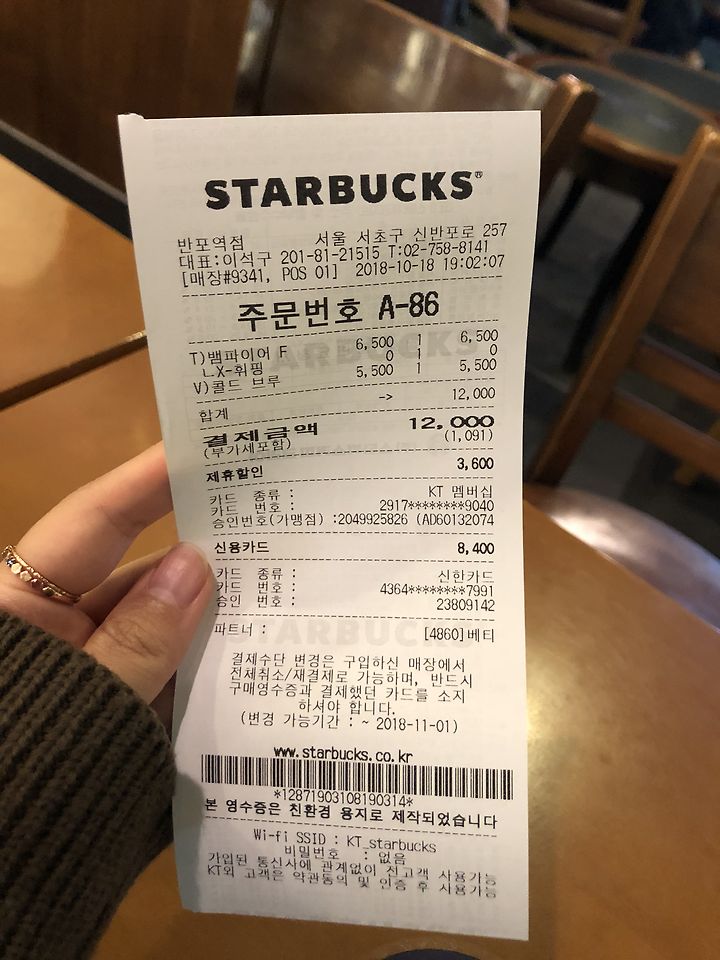 STARBUCKS®
반포역점 서울 서초구 신반포로 257
대표:이석구 201-81-21515 T:02-758-8141
[매장#9341, POS 01] 2018-10-18 19:02:07
주문번호 A-86
T)뱀파이어 F 6,500 1 6,500
ㄴX-휘핑 0 1 0
V)콜드 브루 5,500 1 5,500
-> 12,000
합계
결제금액 12,000
(부가세포함) (1,091)
제휴할인 3,600
카드 종류 : KT 멤버십
카드 번호 : 2917********9040
승인번호(가맹점) :2049925826 (AD60132074
신용카드 8,400
카드 종류 : 신한카드
카드 번호 : 4364********7991
승인 번호 : 23809142
파트너 : [4860]베티
결제수단 변경은 구입하신 매장에서
전체취소/재결제로 가능하며, 반드시
구매영수증과 결제했던 카드를 소지
하셔야 합니다.
(변경 가능기간 : ~ 2018-11-01)
www.starbucks.co.kr
*12871903108190314*
본 영수증은 친환경 용지로 제작되었습니다
Wi-fi SSID : KT_starbucks
비밀번호 : 없음
가입된 통신사에 관계없이 전고객 사용가능
KT외 고객은 약관동의 및 인증 후 사용가능